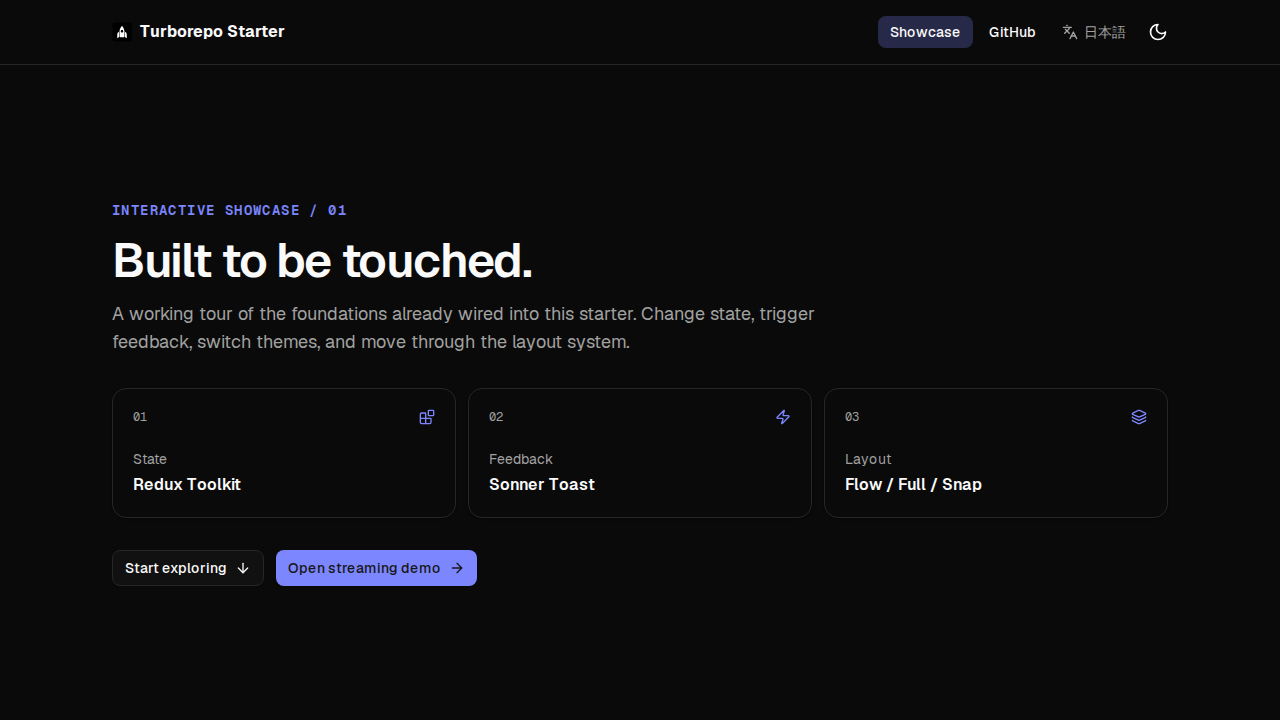 Turborepo Starter
Showcase
GitHub
日本語
INTERACTIVE SHOWCASE / 01
Built to be touched.
A working tour of the foundations already wired into this starter. Change state, trigger
feedback, switch themes, and move through the layout system.
01
State
Redux Toolkit
02
Feedback
Sonner Toast
03
Layout
Flow / Full / Snap
Start exploring
Open streaming demo